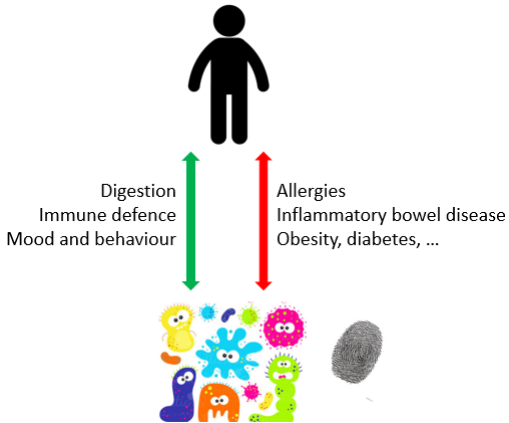 Digestion
Immune defence
Mood and behaviour
Allergies
Inflammatory bowel disease
Obesity, diabetes, ...